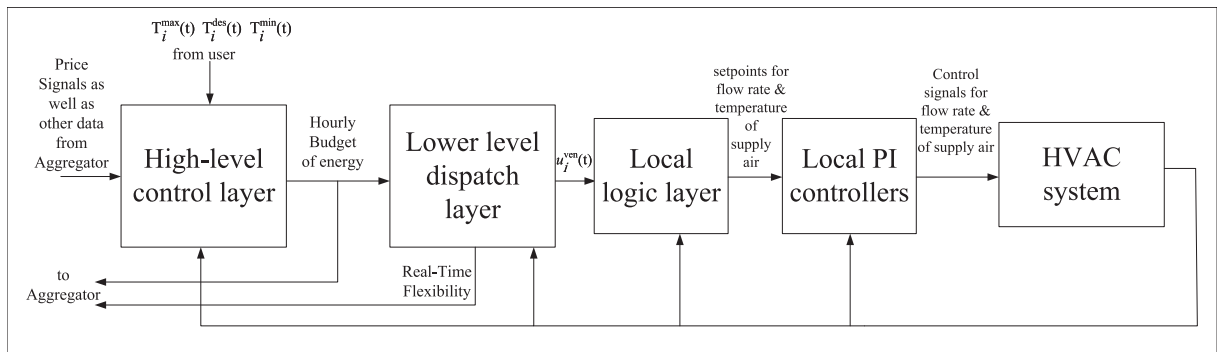 T_i^max(t) T_i^des(t) T_i^min(t)
from user
Price
Signals as
well as
other data
from
Aggregator
High-level
control layer
Hourly
Budget
of energy
Lower level
dispatch
layer
u_i^ven(t)
Local
logic layer
setpoints for
flow rate &
temperature
of
supply
air
Local PI
controllers
Control
signals for
flow rate &
temperature
of supply air
HVAC
system
to
Aggregator
Real-Time
Flexibility